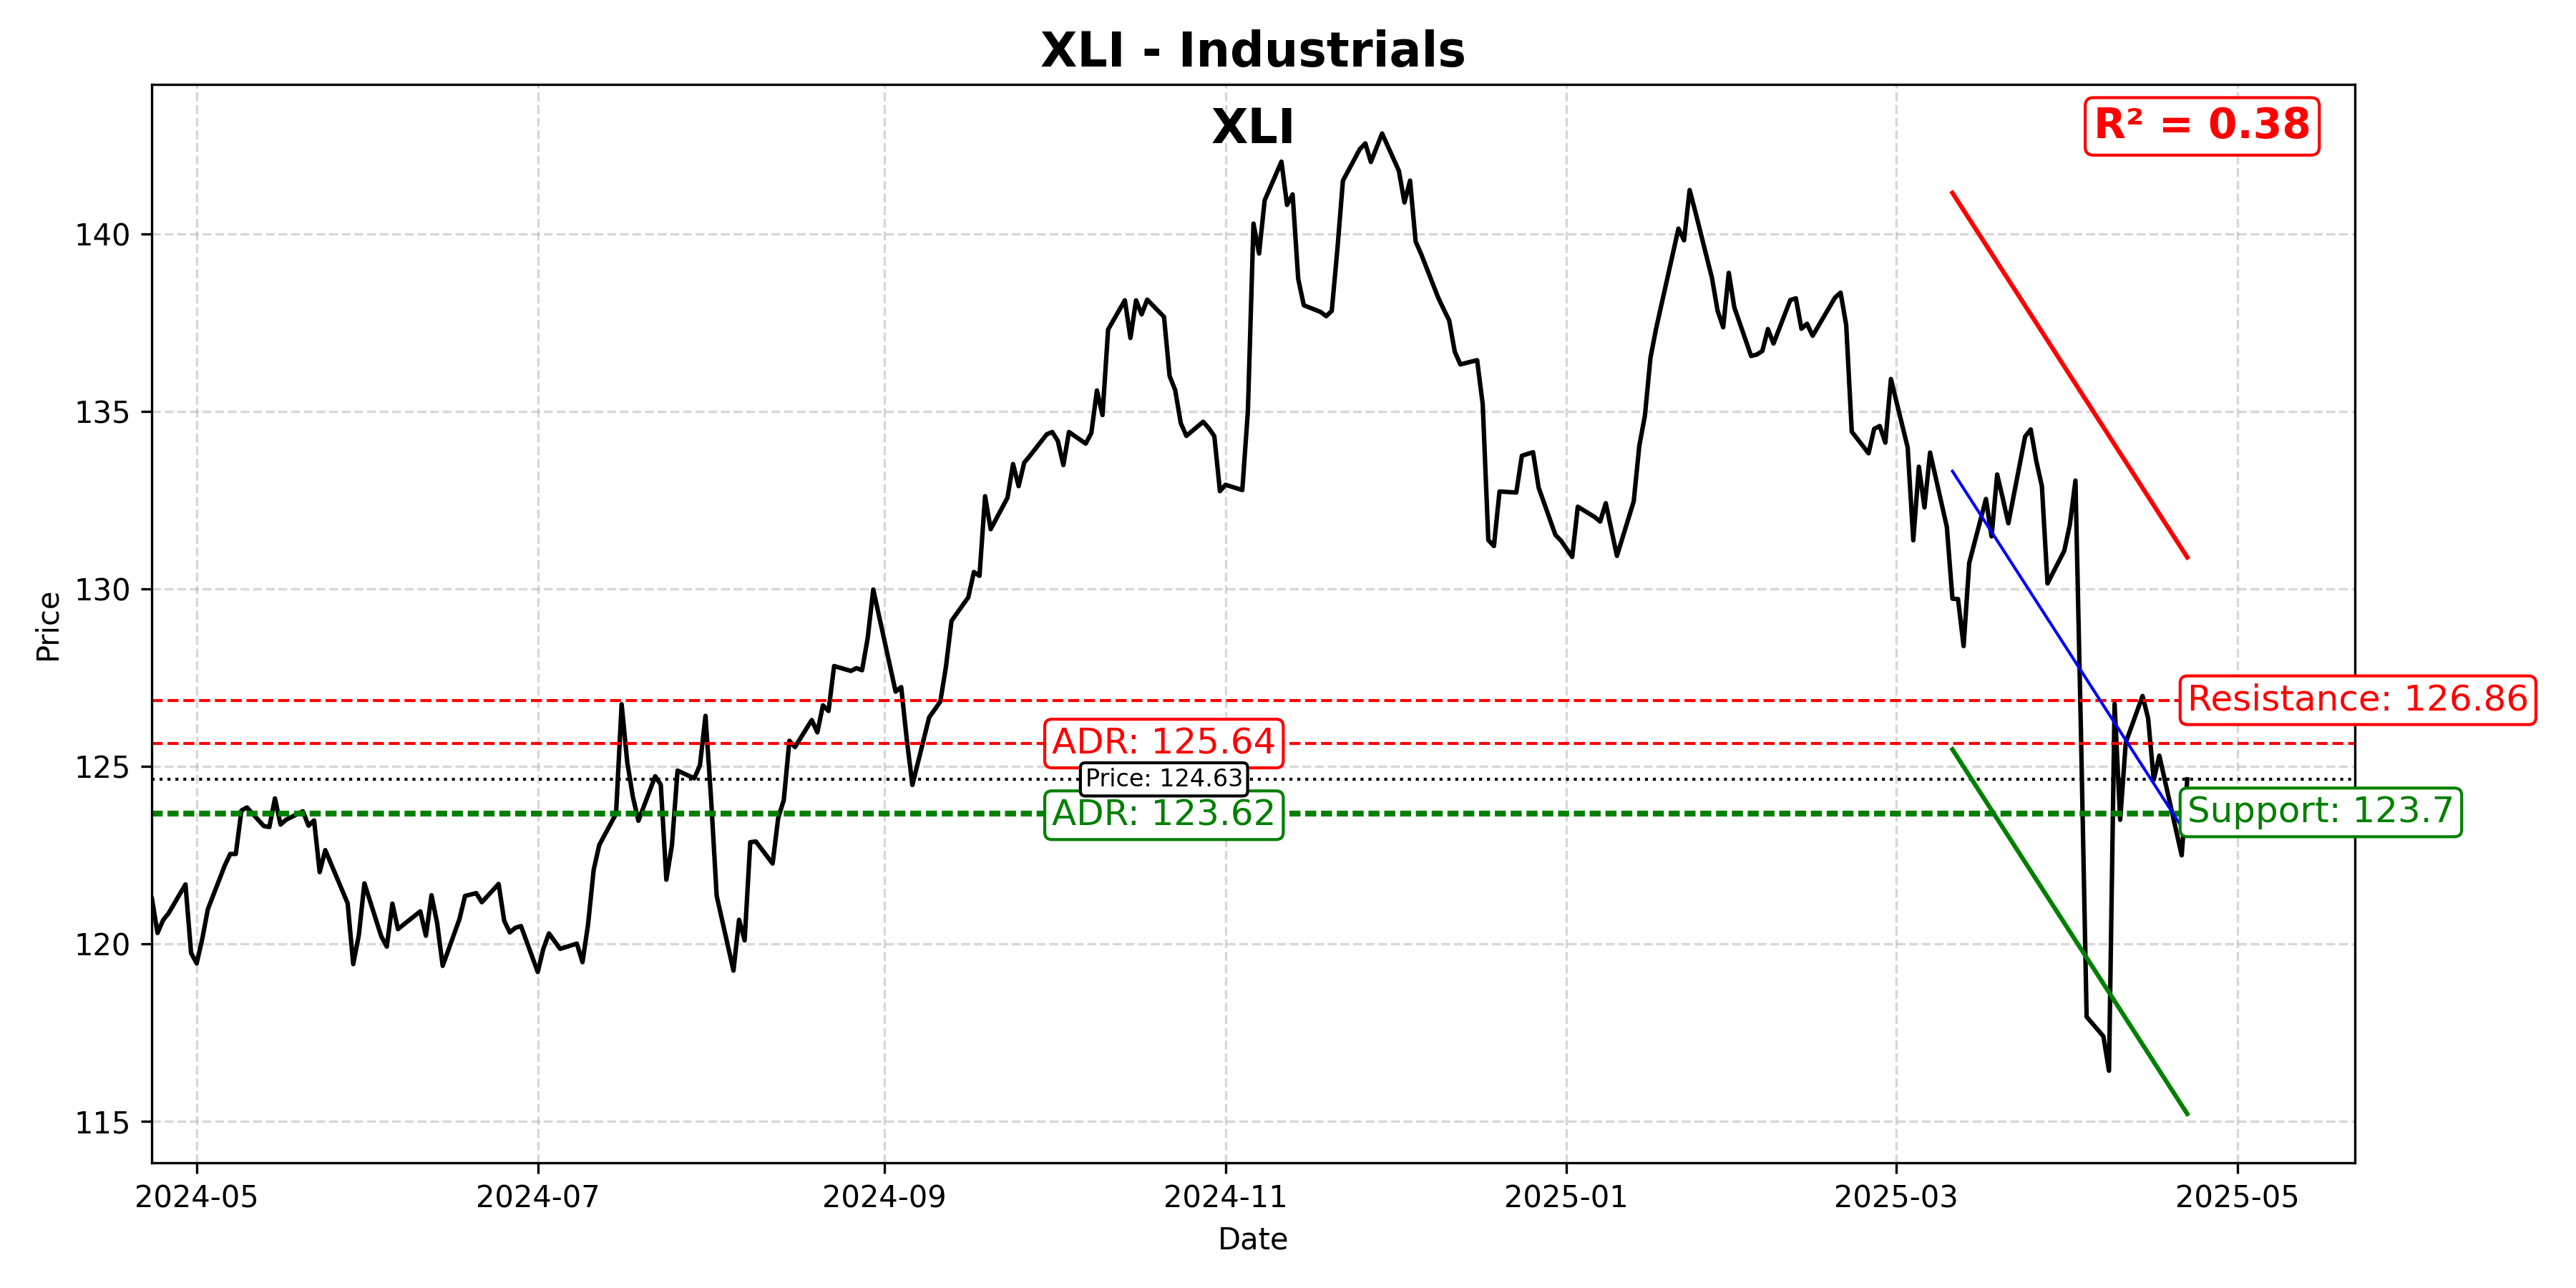 XLI - Industrials
XLI
R² = 0.38
140
135
130
125
120
115
Price
Resistance: 126.86
ADR: 125.64
Price: 124.63
ADR: 123.62
Support: 123.7
2024-05
2024-07
2024-09
2024-11
2025-01
2025-03
2025-05
Date